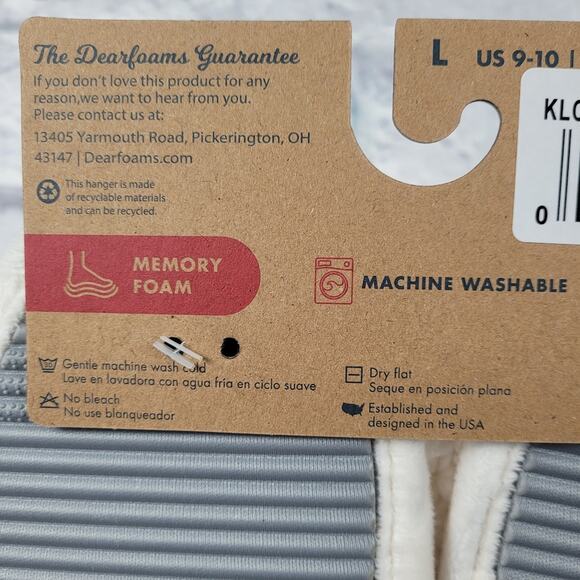 The Dearfoams Guarantee
If you don't love this product for any
reason,we want to hear from you.
Please contact us at:
13405 Yarmouth Road, Pickerington, OH
43147 | Dearfoams.com
This hanger is made
of recyclable materials
and can be recycled.
L US 9-10 |
0
MEMORY
FOAM
MACHINE WASHABLE
30
Gentle machine wash cold
Lave en lavadora con agua fría en ciclo suave
No bleach
No use blanqueador
Dry flat
Seque en posición plana
Established and
designed in the USA